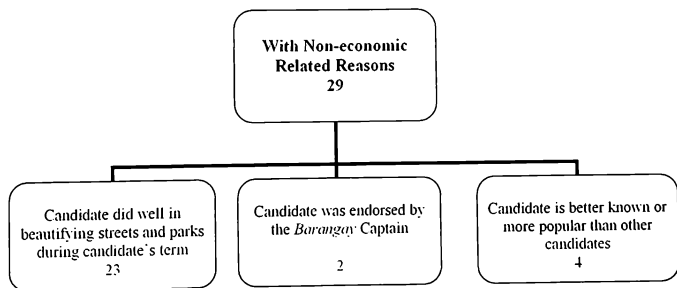 With Non-economic
Related Reasons
29
Candidate did well in
beautifying streets and parks
during candidate's term
23
Candidate was endorsed by
the Barangay Captain
2
Candidate is better known or
more popular than other
candidates
4